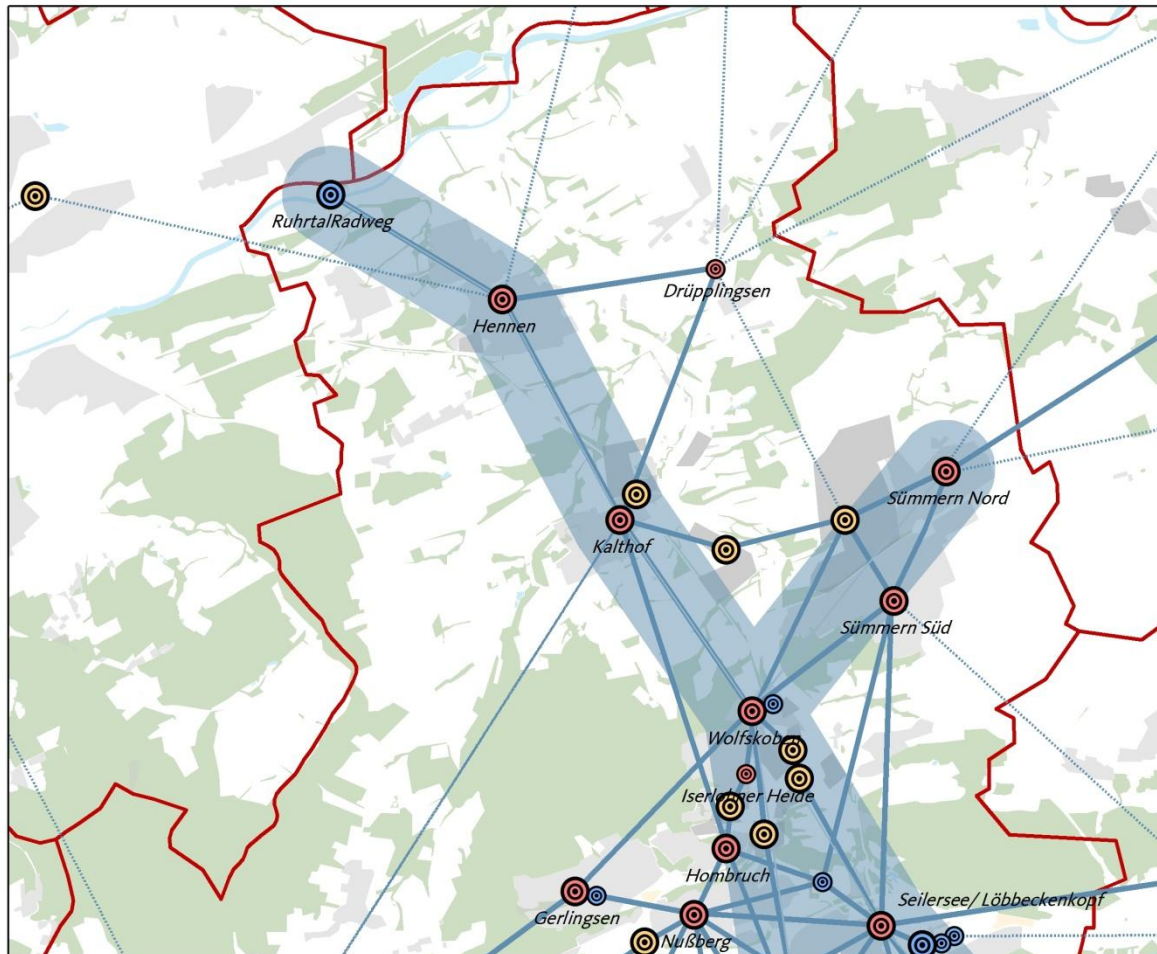 RuhrtalRadweg
Drüpplingsen
Hennen
Sümmern Nord
Kalthof
Sümmern Süd
Wolfskoben
Iserlohner Heide
Hombruch
Seilersee/ Löbbeckenkopf
Gerlingsen
Nußberg